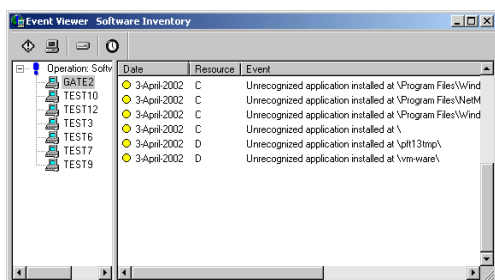 Event Viewer Software Inventory
Operation: Softw
GATE2
TEST10
TEST12
TEST3
TEST6
TEST7
TEST9
Date Resource Event
3-April-2002 C Unrecognized application installed at \Program Files\Wind
3-April-2002 C Unrecognized application installed at \Program Files\NetM
3-April-2002 C Unrecognized application installed at \Program Files\Wind
3-April-2002 C Unrecognized application installed at \
3-April-2002 D Unrecognized application installed at \pft13tmp\
3-April-2002 D Unrecognized application installed at \vm-ware\